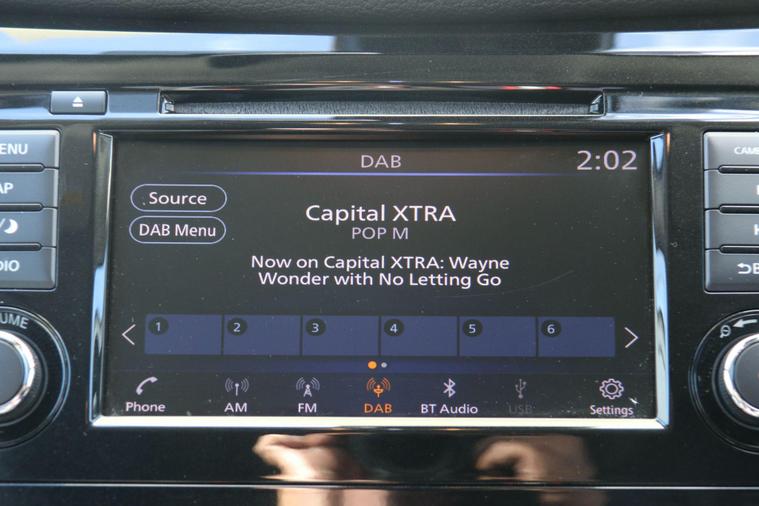 DAB
2:02
Source
DAB Menu
Capital XTRA
POP M
Now on Capital XTRA: Wayne
Wonder with No Letting Go
1 2 3 4 5 6
Phone AM FM DAB BT Audio USB Settings